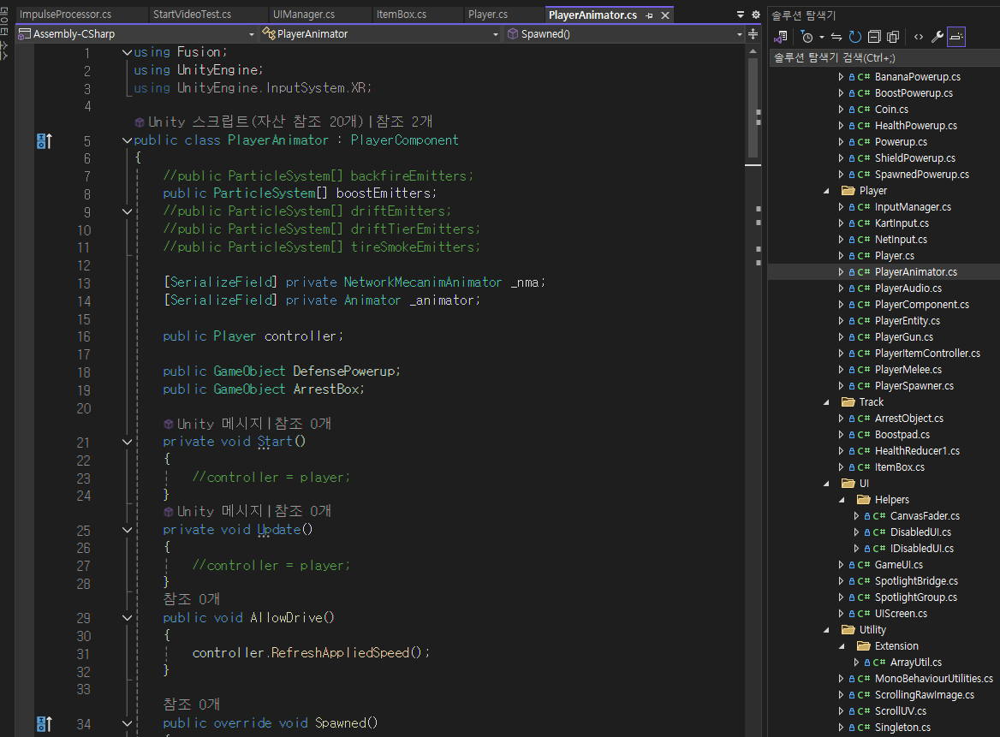 ImpulseProcessor.cs StartVideoTest.cs UIManager.cs ItemBox.cs Player.cs PlayerAnimator.cs
Assembly-CSharp PlayerAnimator Spawned()
1 using Fusion;
2 using UnityEngine;
3 using UnityEngine.InputSystem.XR;
4
Unity 스크립트(자산 참조 20개)|참조 2개
5 public class PlayerAnimator : PlayerComponent
6 {
7 //public ParticleSystem[] backfireEmitters;
8 public ParticleSystem[] boostEmitters;
9 //public ParticleSystem[] driftEmitters;
10 //public ParticleSystem[] driftTierEmitters;
11 //public ParticleSystem[] tireSmokeEmitters;
12
13 [SerializeField] private NetworkMecanimAnimator _nma;
14 [SerializeField] private Animator _animator;
15
16 public Player controller;
17
18 public GameObject DefensePowerup;
19 public GameObject ArrestBox;
20
Unity 메시지|참조 0개
21 private void Start()
22 {
23 //controller = player;
24 }
Unity 메시지|참조 0개
25 private void Update()
26 {
27 //controller = player;
28 }
참조 0개
29 public void AllowDrive()
30 {
31 controller.RefreshAppliedSpeed();
32 }
33
참조 0개
34 public override void Spawned()
솔루션 탐색기
솔루션 탐색기 검색(Ctrl+;)
C# BananaPowerup.cs
C# BoostPowerup.cs
C# Coin.cs
C# HealthPowerup.cs
C# Powerup.cs
C# ShieldPowerup.cs
C# SpawnedPowerup.cs
Player
C# InputManager.cs
C# KartInput.cs
C# NetInput.cs
C# Player.cs
C# PlayerAnimator.cs
C# PlayerAudio.cs
C# PlayerComponent.cs
C# PlayerEntity.cs
C# PlayerGun.cs
C# PlayerItemController.cs
C# PlayerMelee.cs
C# PlayerSpawner.cs
Track
C# ArrestObject.cs
C# Boostpad.cs
C# HealthReducer1.cs
C# ItemBox.cs
UI
Helpers
C# CanvasFader.cs
C# DisabledUI.cs
C# IDisabledUI.cs
C# GameUI.cs
C# SpotlightBridge.cs
C# SpotlightGroup.cs
C# UIScreen.cs
Utility
Extension
C# ArrayUtil.cs
C# MonoBehaviourUtilities.cs
C# ScrollingRawImage.cs
C# ScrollUV.cs
C# Singleton.cs